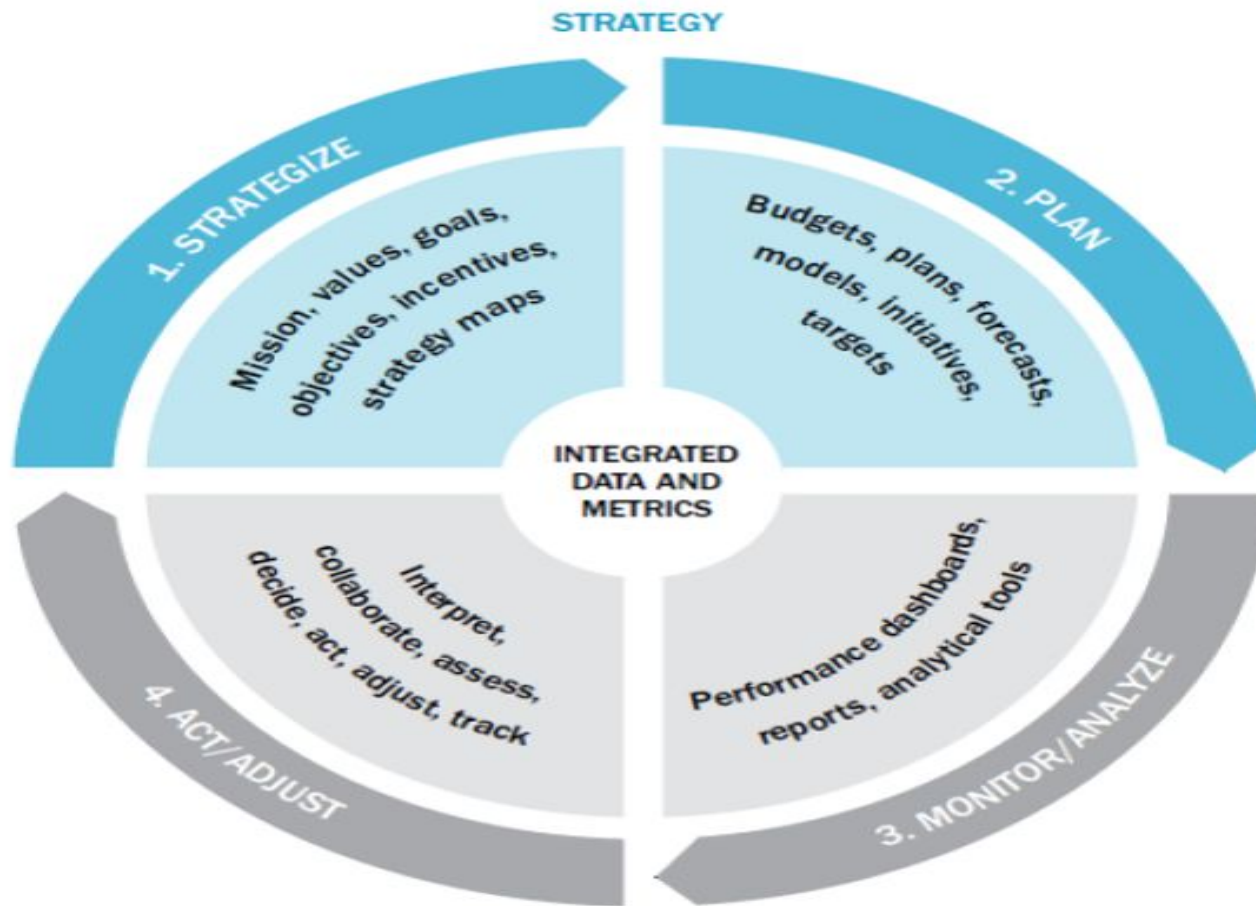 STRATEGY
1. STRATEGIZE
Mission, values, goals,
objectives, incentives,
strategy maps
2. PLAN
Budgets, plans, forecasts,
models, initiatives,
targets
INTEGRATED
DATA AND
METRICS
Interpret,
collaborate, assess,
decide, act, adjust, track
4. ACT/ADJUST
Performance dashboards,
reports, analytical tools
3. MONITOR/ANALYZE